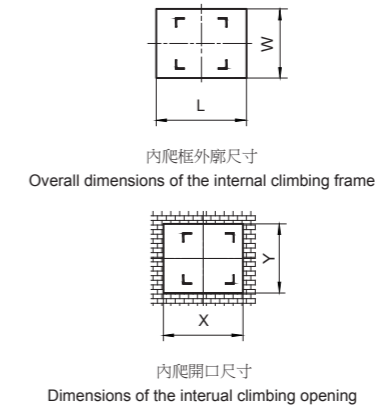 W
L
內爬框外廓尺寸
Overall dimensions of the internal climbing frame
Y
X
內爬開口尺寸
Dimensions of the interual climbing opening